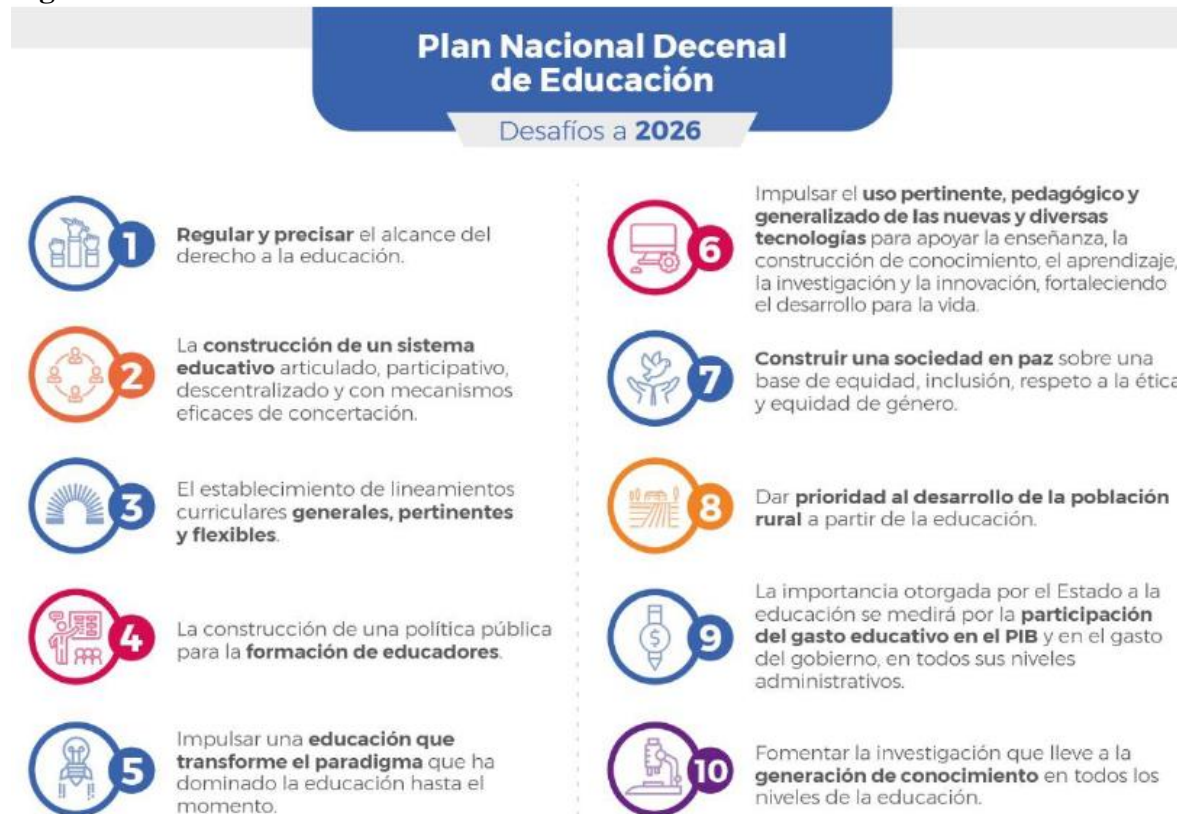 Plan Nacional Decenal
de Educación
Desafíos a 2026
1
Regular y precisar el alcance del
derecho a la educación.
2
La construcción de un sistema
educativo articulado, participativo,
descentralizado y con mecanismos
eficaces de concertación.
3
El establecimiento de lineamientos
curriculares generales, pertinentes
y flexibles.
4
La construcción de una política pública
para la formación de educadores.
5
Impulsar una educación que
transforme el paradigma que ha
dominado la educación hasta el
momento.
6
Impulsar el uso pertinente, pedagógico y
generalizado de las nuevas y diversas
tecnologías para apoyar la enseñanza, la
construcción de conocimiento, el aprendizaje,
la investigación y la innovación, fortaleciendo
el desarrollo para la vida.
7
Construir una sociedad en paz sobre una
base de equidad, inclusión, respeto a la ética
y equidad de género.
8
Dar prioridad al desarrollo de la población
rural a partir de la educación.
9
La importancia otorgada por el Estado a la
educación se medirá por la participación
del gasto educativo en el PIB y en el gasto
del gobierno, en todos sus niveles
administrativos.
10
Fomentar la investigación que lleve a la
generación de conocimiento en todos los
niveles de la educación.